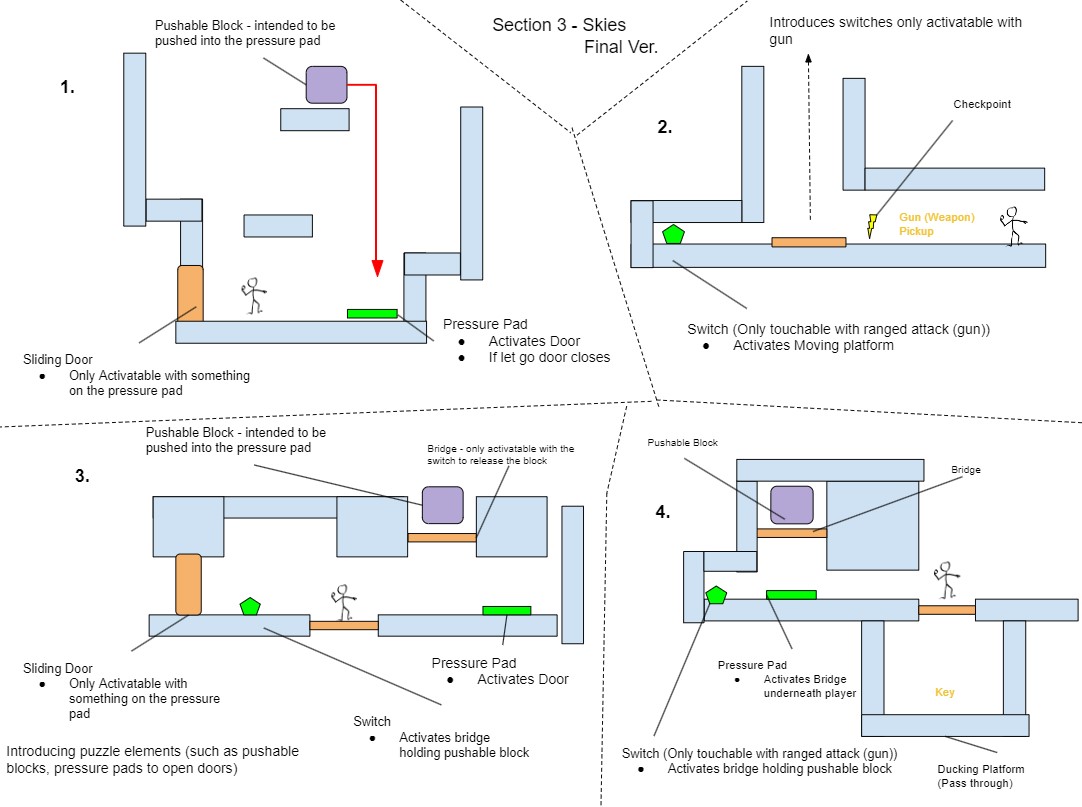 Section 3 - Skies
Final Ver.
1.
Pushable Block - intended to be
pushed into the pressure pad
Pressure Pad
● Activates Door
● If let go door closes
Sliding Door
● Only Activatable with something
on the pressure pad
2.
Introduces switches only activatable with
gun
Checkpoint
Gun (Weapon)
Pickup
Switch (Only touchable with ranged attack (gun))
● Activates Moving platform
3.
Pushable Block - intended to be
pushed into the pressure pad
Bridge - only activatable with the
switch to release the block
Sliding Door
● Only Activatable with
something on the pressure
pad
Pressure Pad
● Activates Door
Switch
● Activates bridge
holding pushable block
Introducing puzzle elements (such as pushable
blocks, pressure pads to open doors)
4.
Pushable Block
Bridge
Pressure Pad
● Activates Bridge
underneath player
Key
Switch (Only touchable with ranged attack (gun))
● Activates bridge holding pushable block
Ducking Platform
(Pass through)